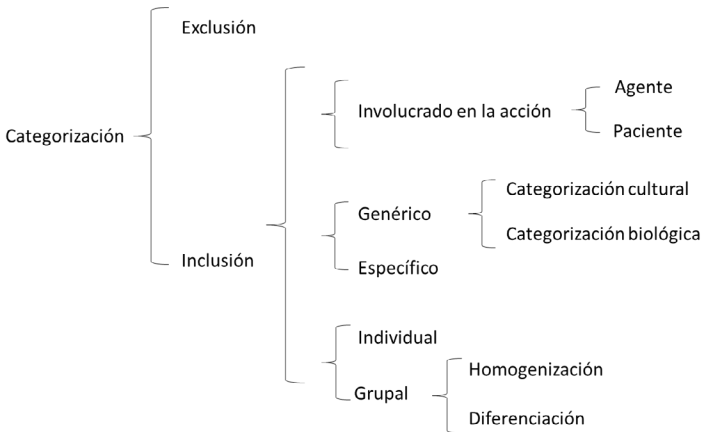 Categorización
Exclusión
Inclusión
Involucrado en la acción
Agente
Paciente
Genérico
Categorización cultural
Categorización biológica
Específico
Individual
Grupal
Homogenización
Diferenciación